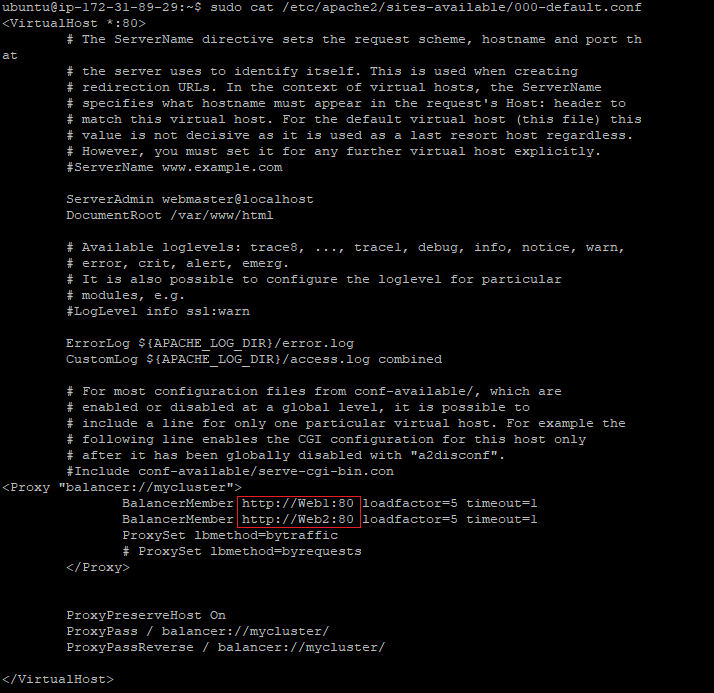 ubuntu@ip-172-31-89-29:~$ sudo cat /etc/apache2/sites-available/000-default.conf
<VirtualHost *:80>
# The ServerName directive sets the request scheme, hostname and port th
at
# the server uses to identify itself. This is used when creating
# redirection URLs. In the context of virtual hosts, the ServerName
# specifies what hostname must appear in the request's Host: header to
# match this virtual host. For the default virtual host (this file) this
# value is not decisive as it is used as a last resort host regardless.
# However, you must set it for any further virtual host explicitly.
#ServerName www.example.com
ServerAdmin webmaster@localhost
DocumentRoot /var/www/html
# Available loglevels: trace8, ..., trace1, debug, info, notice, warn,
# error, crit, alert, emerg.
# It is also possible to configure the loglevel for particular
# modules, e.g.
#LogLevel info ssl:warn
ErrorLog ${APACHE_LOG_DIR}/error.log
CustomLog ${APACHE_LOG_DIR}/access.log combined
# For most configuration files from conf-available/, which are
# enabled or disabled at a global level, it is possible to
# include a line for only one particular virtual host. For example the
# following line enables the CGI configuration for this host only
# after it has been globally disabled with "a2disconf".
#Include conf-available/serve-cgi-bin.con
<Proxy "balancer://mycluster">
BalancerMember http://Web1:80 loadfactor=5 timeout=1
BalancerMember http://Web2:80 loadfactor=5 timeout=1
ProxySet lbmethod=bytraffic
# ProxySet lbmethod=byrequests
</Proxy>
ProxyPreserveHost On
ProxyPass / balancer://mycluster/
ProxyPassReverse / balancer://mycluster/
</VirtualHost>